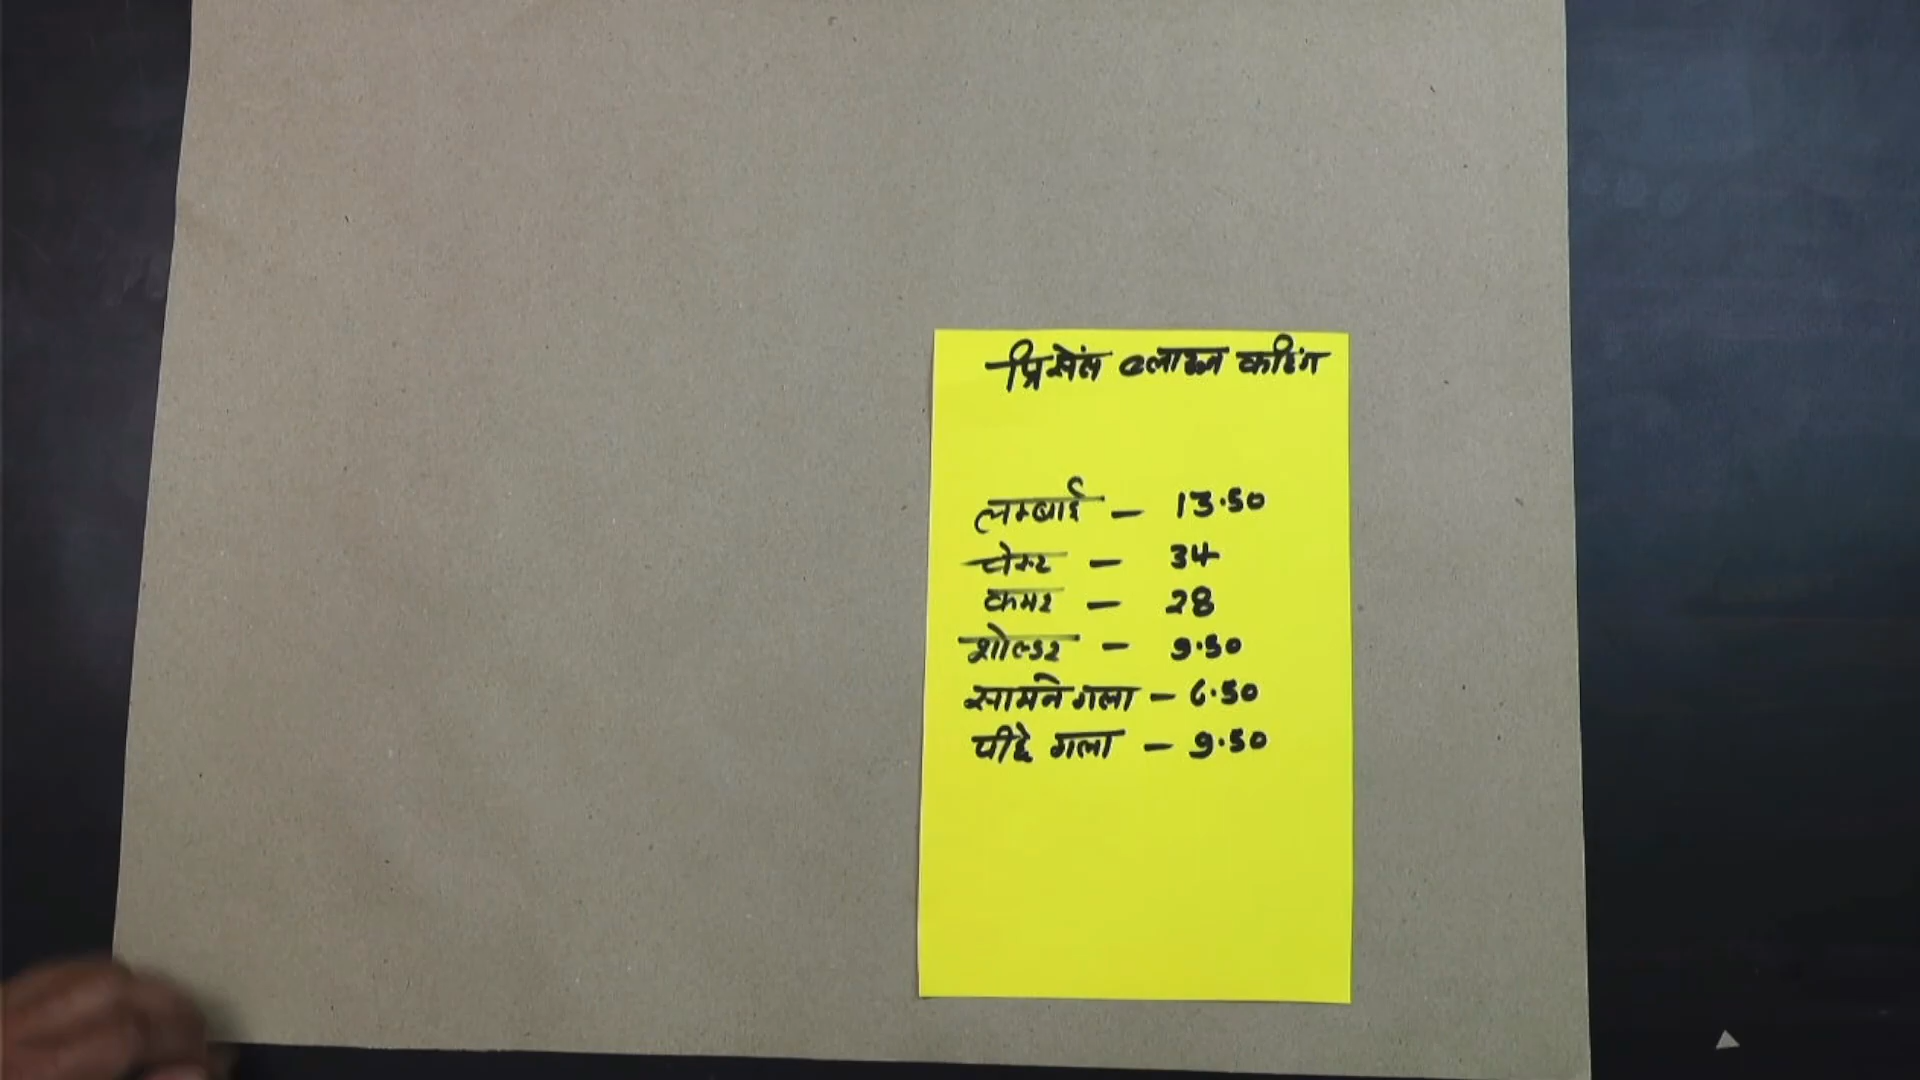 प्रिसेंस ब्लाउज कटिंग
लम्बाई — 13.50
चेस्ट — 34
कमर — 28
शोल्डर — 9.50
सामने गला — 6.50
पीछे गला — 9.50